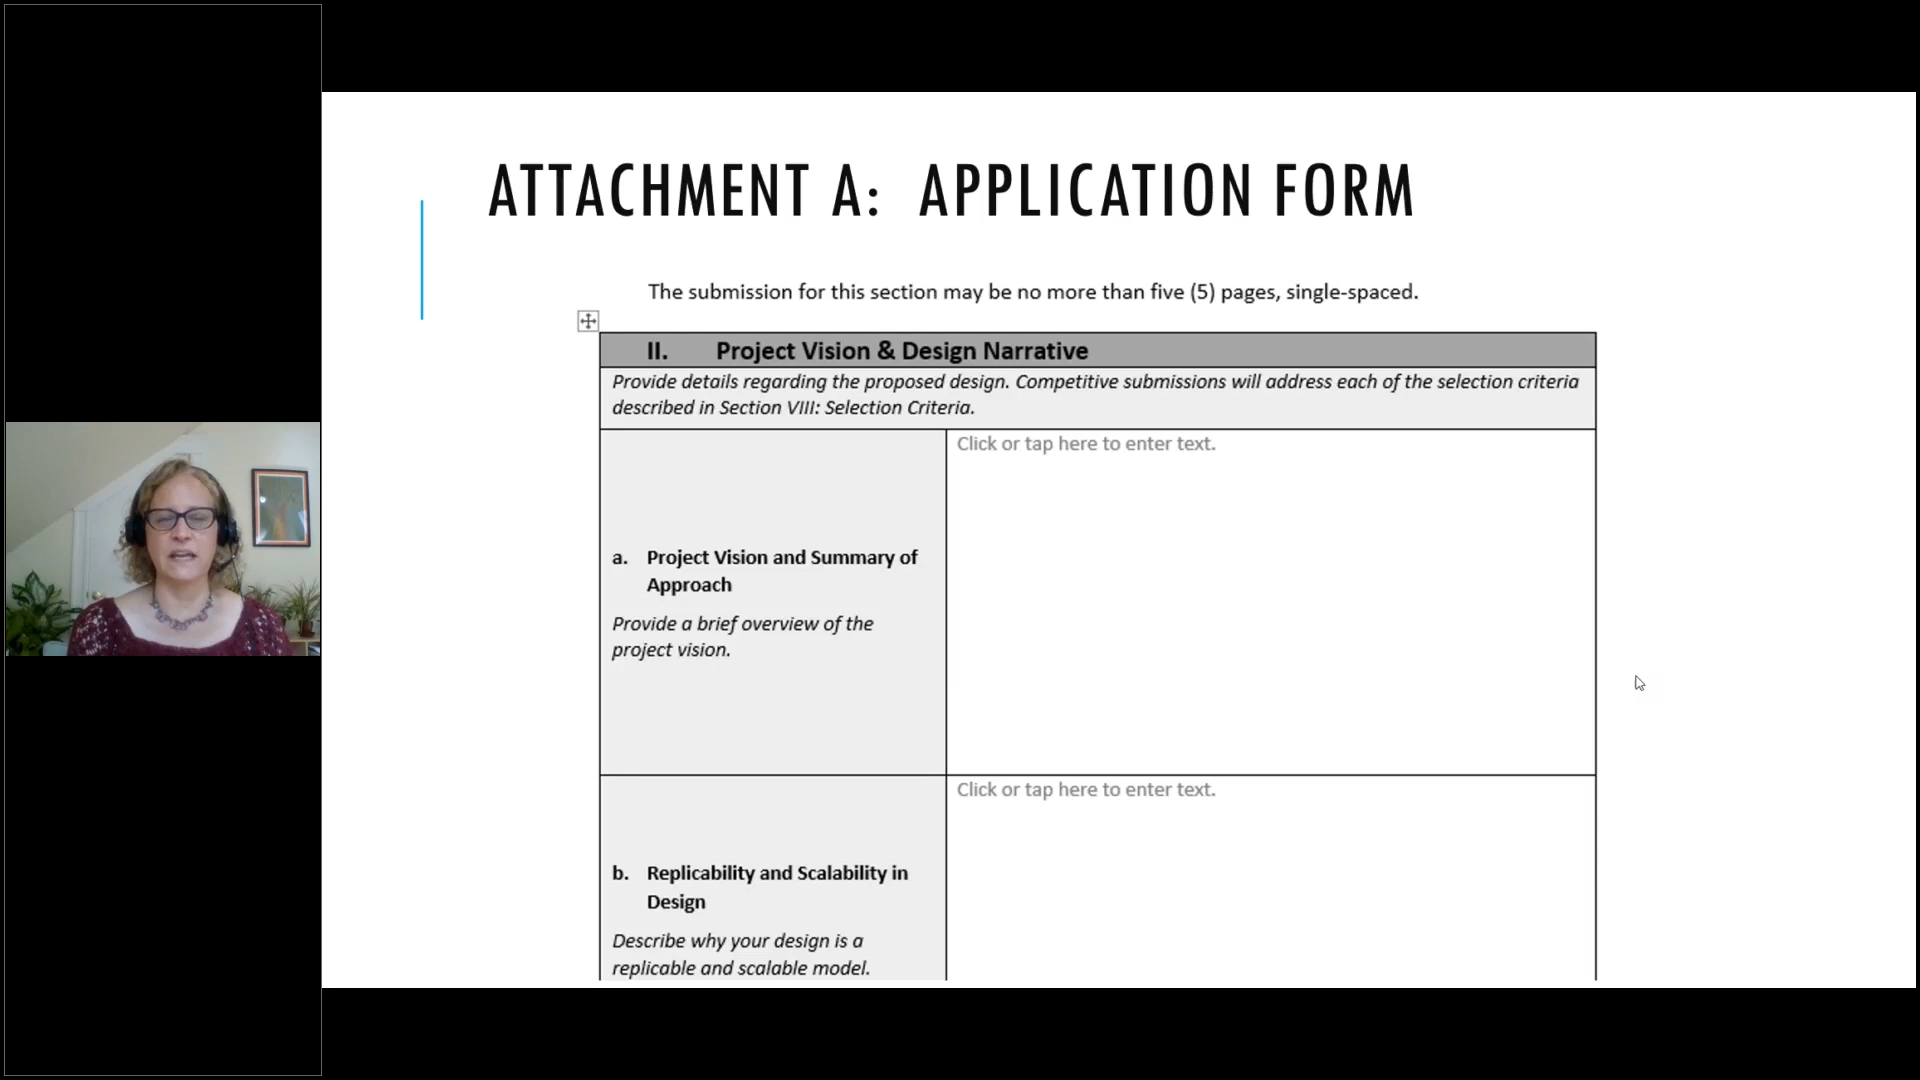 ATTACHMENT A: APPLICATION FORM
The submission for this section may be no more than five (5) pages, single-spaced.
II. Project Vision & Design Narrative
Provide details regarding the proposed design. Competitive submissions will address each of the selection criteria
described in Section VIII: Selection Criteria.
Click or tap here to enter text.
a. Project Vision and Summary of
Approach
Provide a brief overview of the
project vision.
Click or tap here to enter text.
b. Replicability and Scalability in
Design
Describe why your design is a
replicable and scalable model.